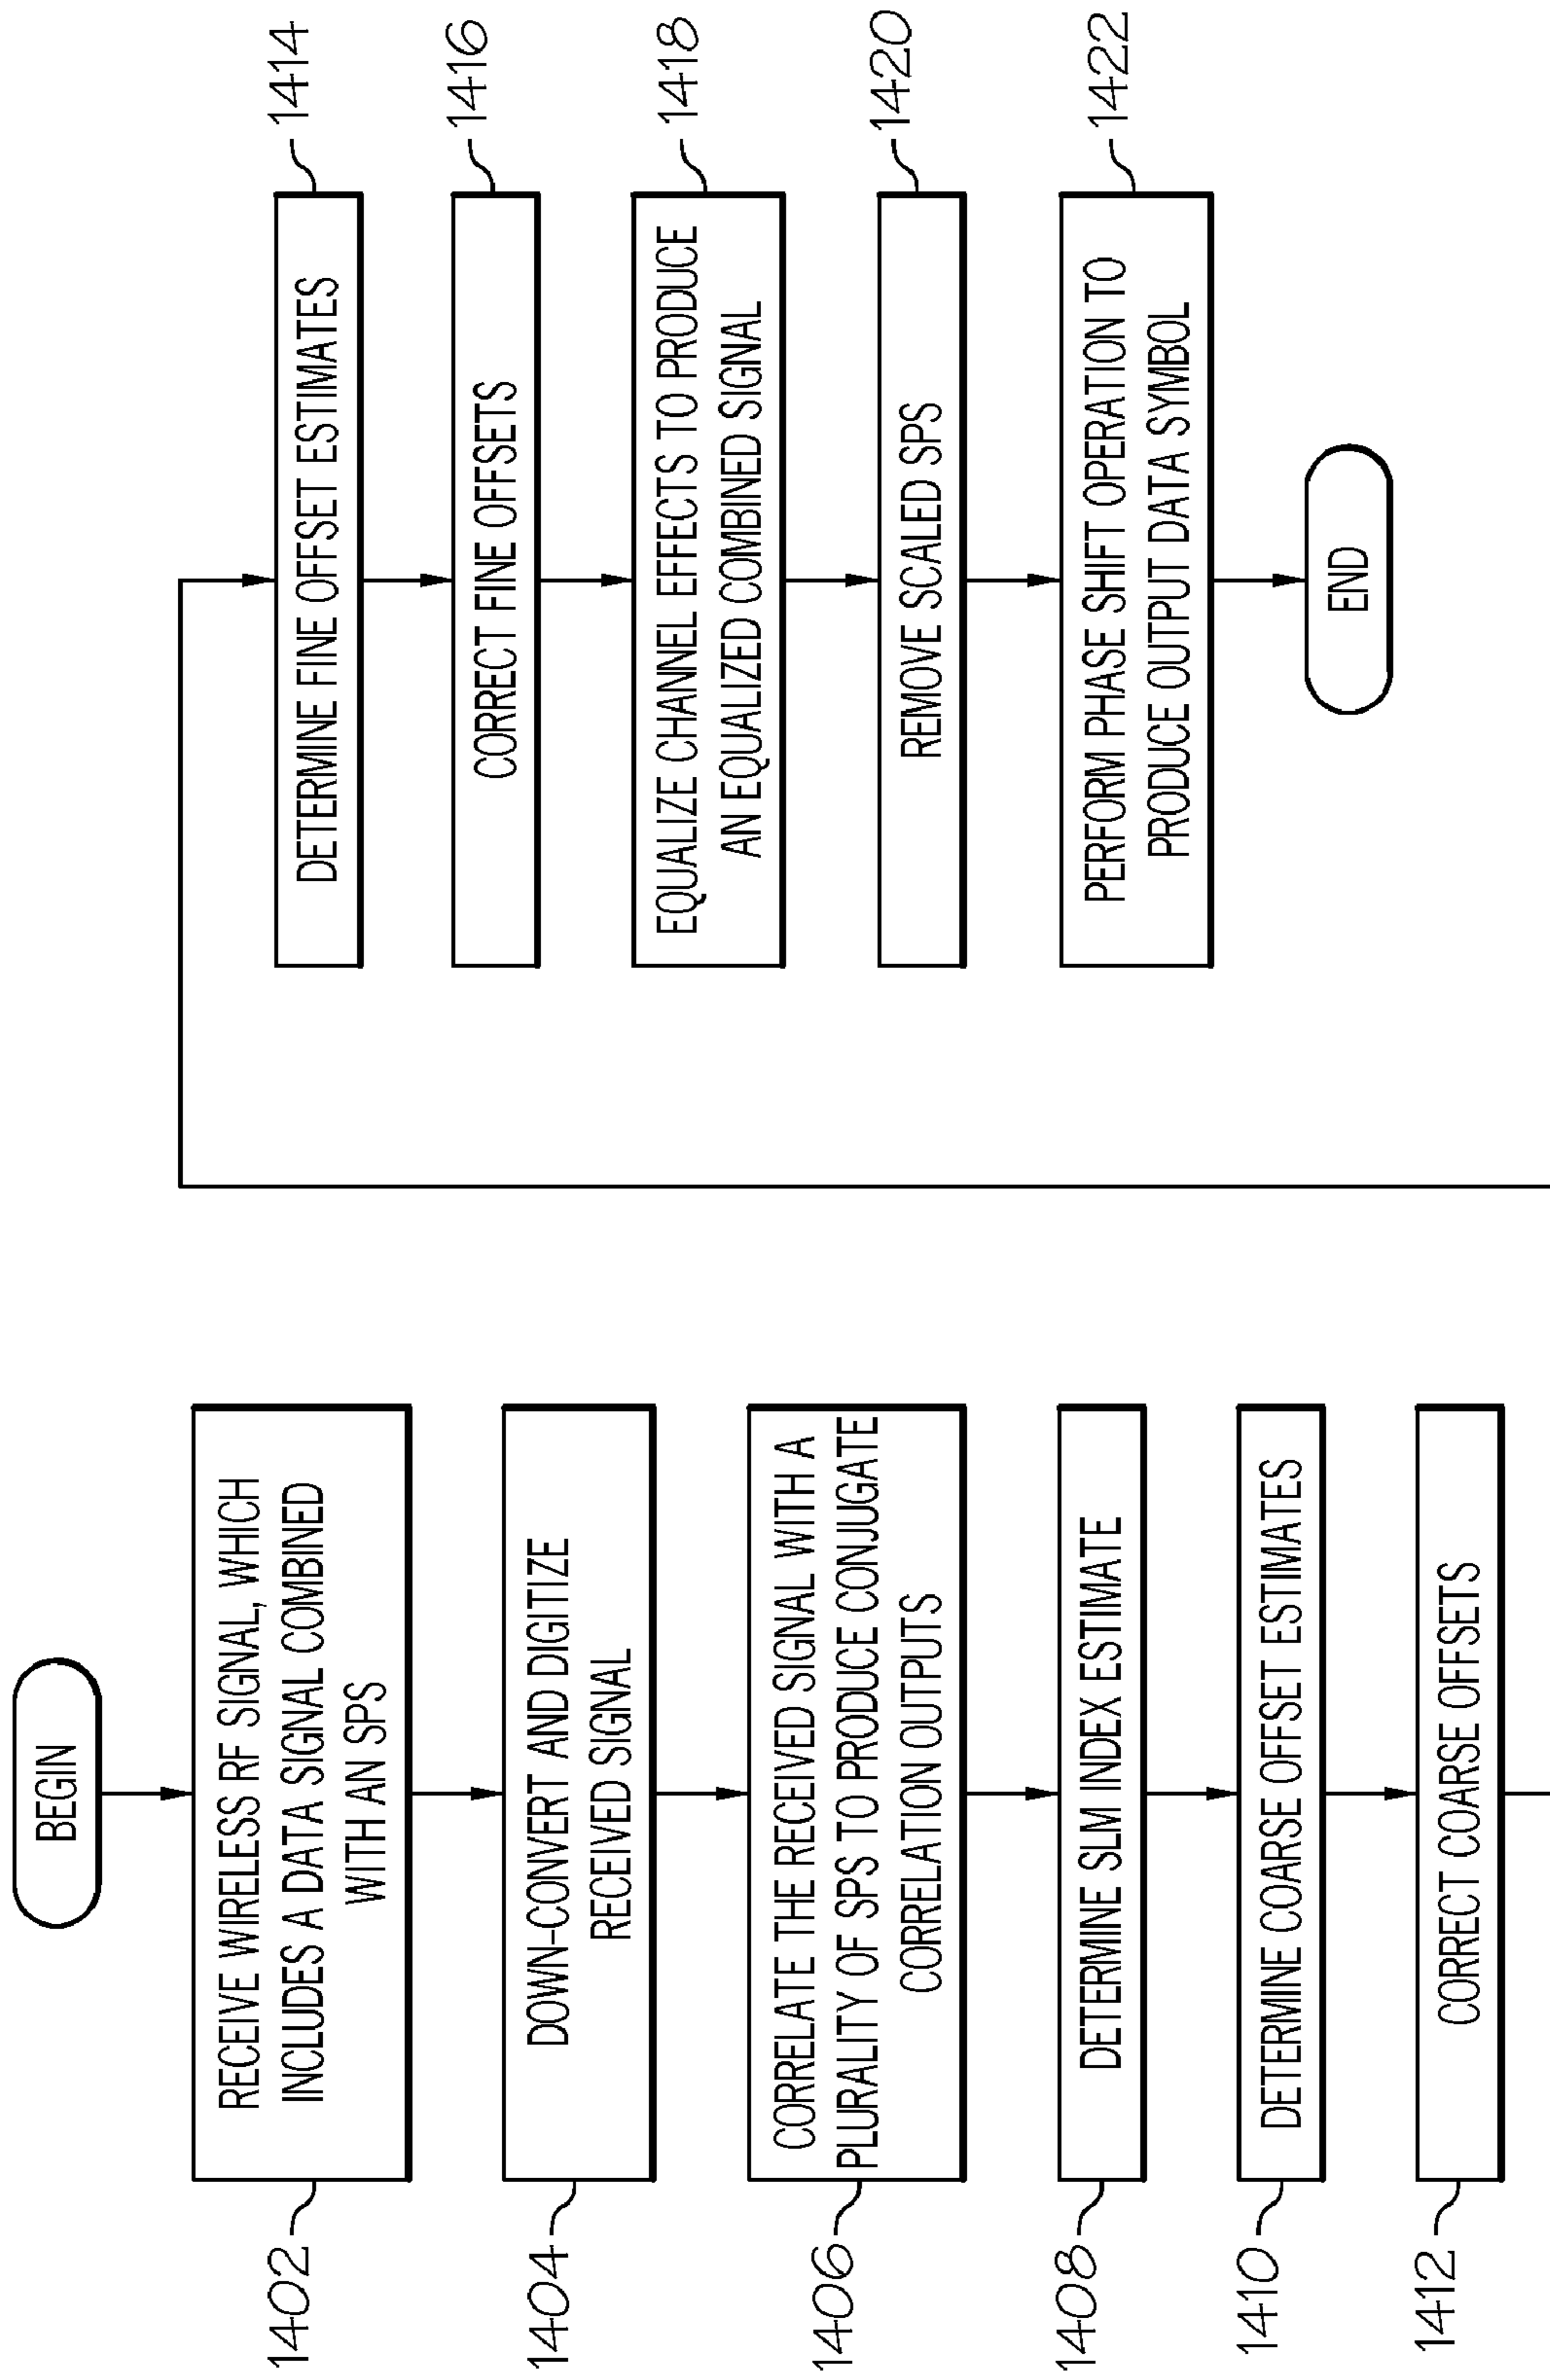 BEGIN
1402
RECEIVE WIRELESS RF SIGNAL, WHICH
INCLUDES A DATA SIGNAL COMBINED
WITH AN SPS
1404
DOWN-CONVERT AND DIGITIZE
RECEIVED SIGNAL
1406
CORRELATE THE RECEIVED SIGNAL WITH A
PLURALITY OF SPS TO PRODUCE CONJUGATE
CORRELATION OUTPUTS
1408
DETERMINE SLM INDEX ESTIMATE
1410
DETERMINE COARSE OFFSET ESTIMATES
1412
CORRECT COARSE OFFSETS
1414
DETERMINE FINE OFFSET ESTIMATES
1416
CORRECT FINE OFFSETS
1418
EQUALIZE CHANNEL EFFECTS TO PRODUCE
AN EQUALIZED COMBINED SIGNAL
1420
REMOVE SCALED SPS
1422
PERFORM PHASE SHIFT OPERATION TO
PRODUCE OUTPUT DATA SYMBOL
END